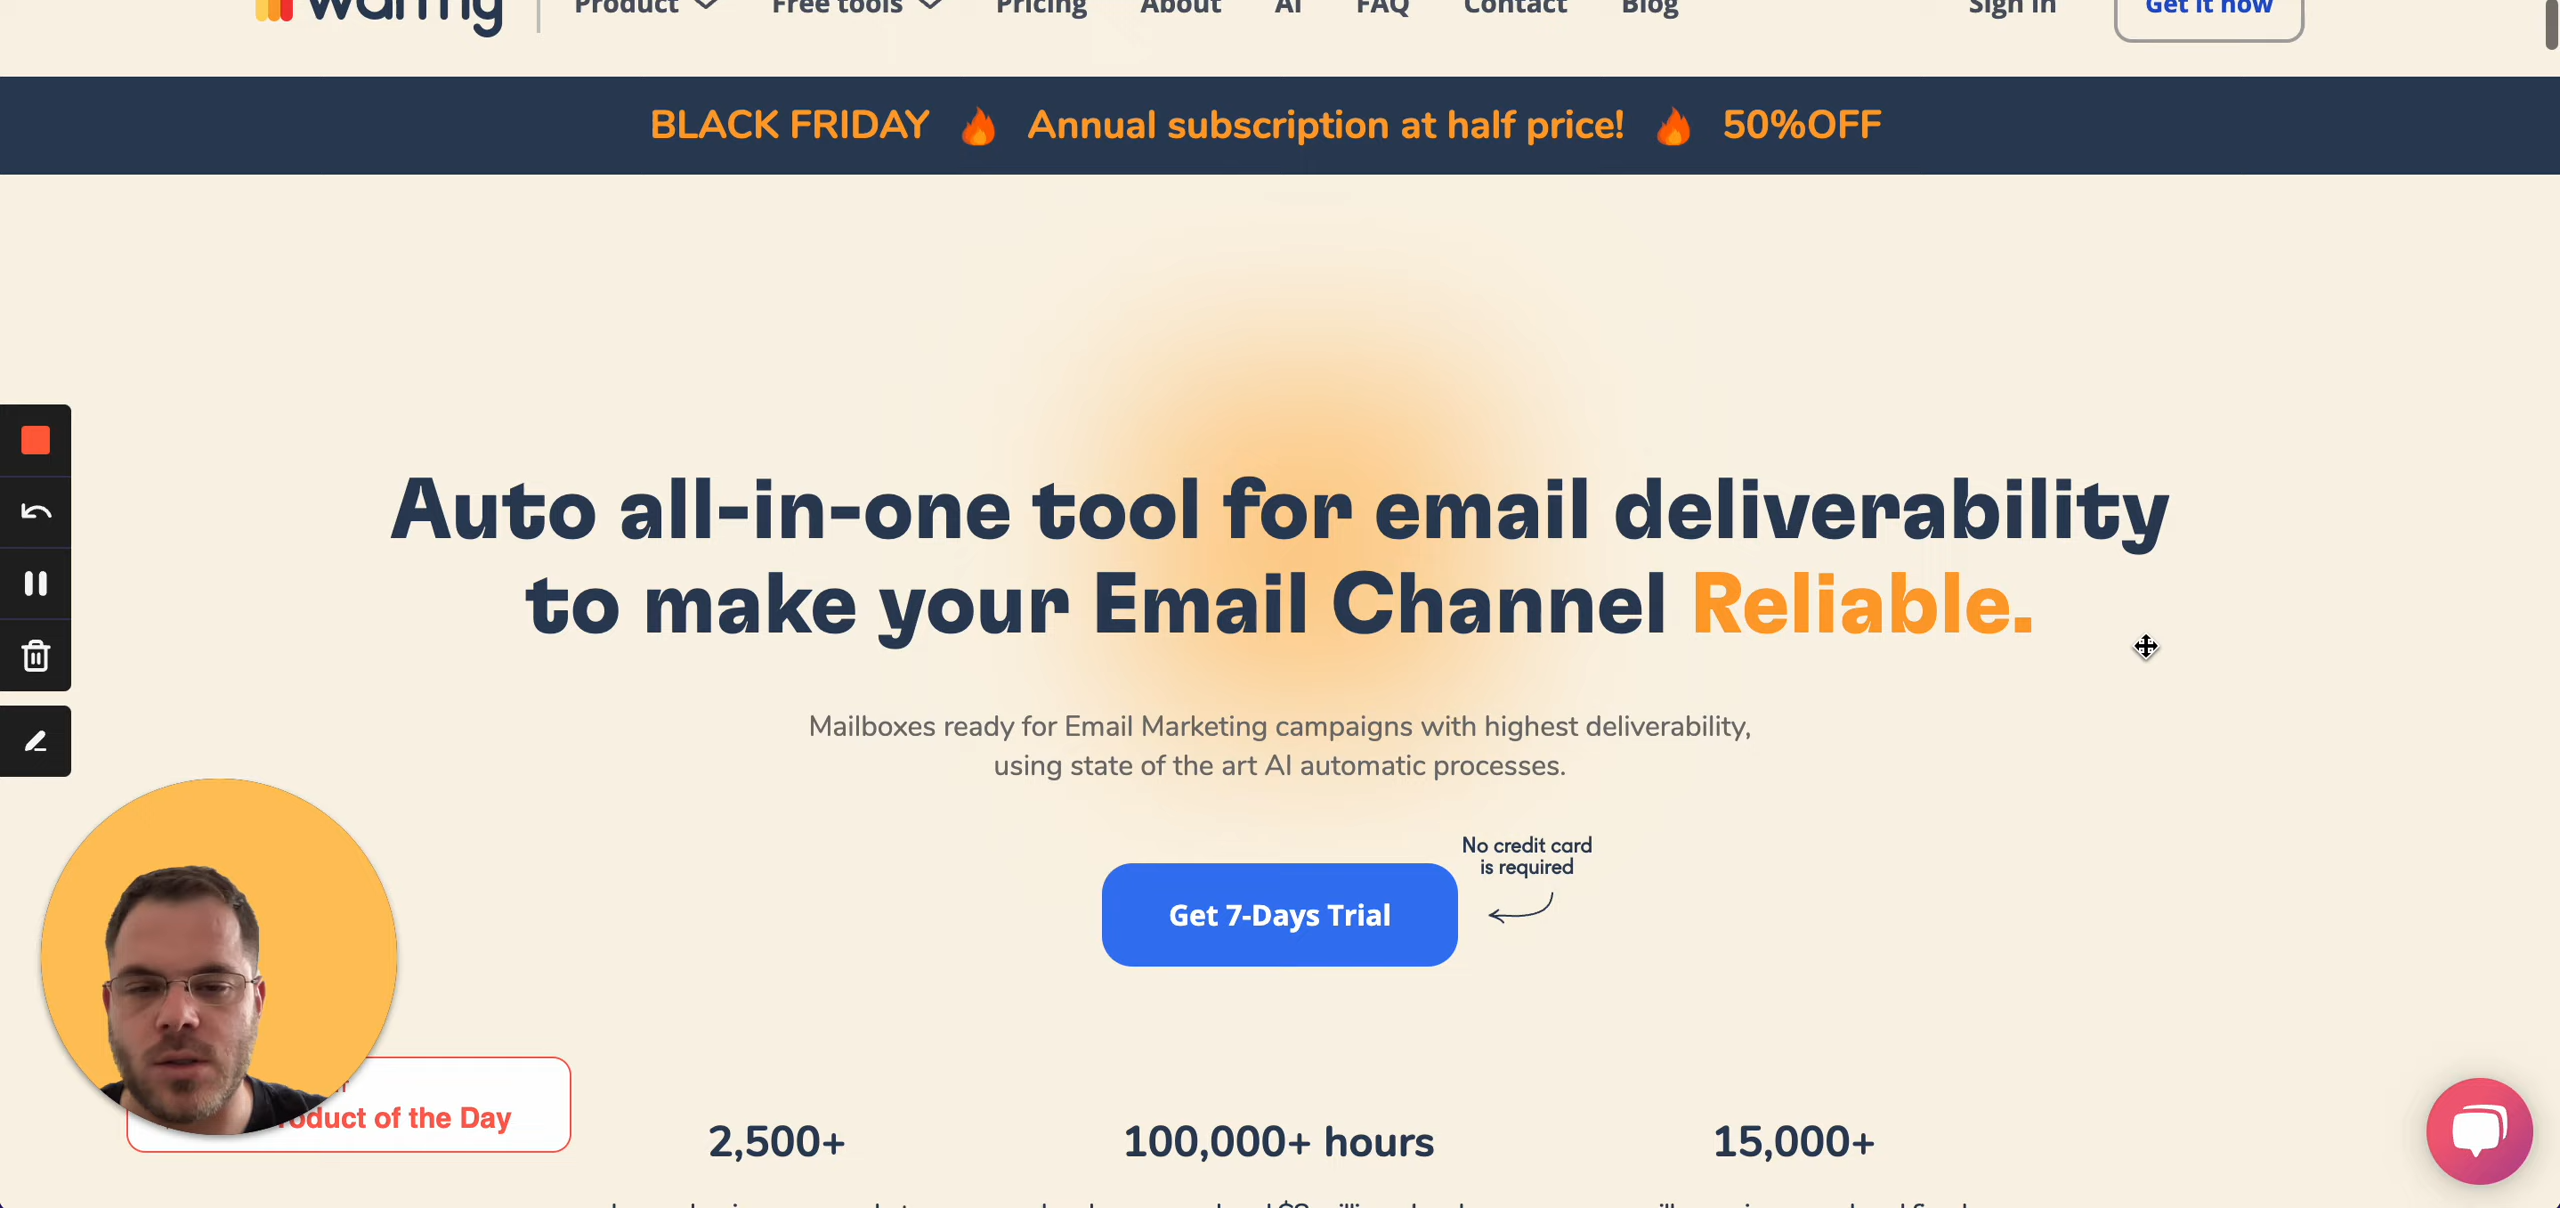 warmy
Product Free tools Pricing About AI FAQ Contact Blog Sign in Get it now
BLACK FRIDAY 🔥 Annual subscription at half price! 🔥 50%OFF
Auto all-in-one tool for email deliverability
to make your Email Channel Reliable.
Mailboxes ready for Email Marketing campaigns with highest deliverability,
using state of the art AI automatic processes.
No credit card
is required
Get 7-Days Trial
of the Day
2,500+ 100,000+ hours 15,000+